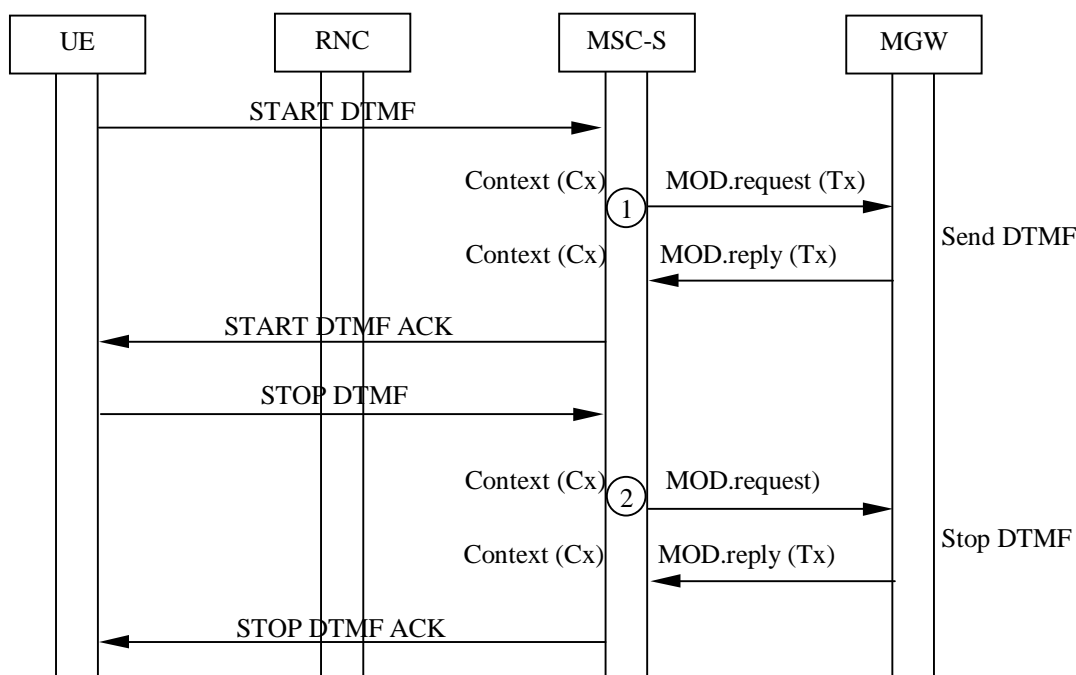 UE
RNC
MSC-S
MGW
START DTMF
Context (Cx)
MOD.request (Tx)
1
Send DTMF
Context (Cx)
MOD.reply (Tx)
START DTMF ACK
STOP DTMF
Context (Cx)
MOD.request)
2
Stop DTMF
Context (Cx)
MOD.reply (Tx)
STOP DTMF ACK